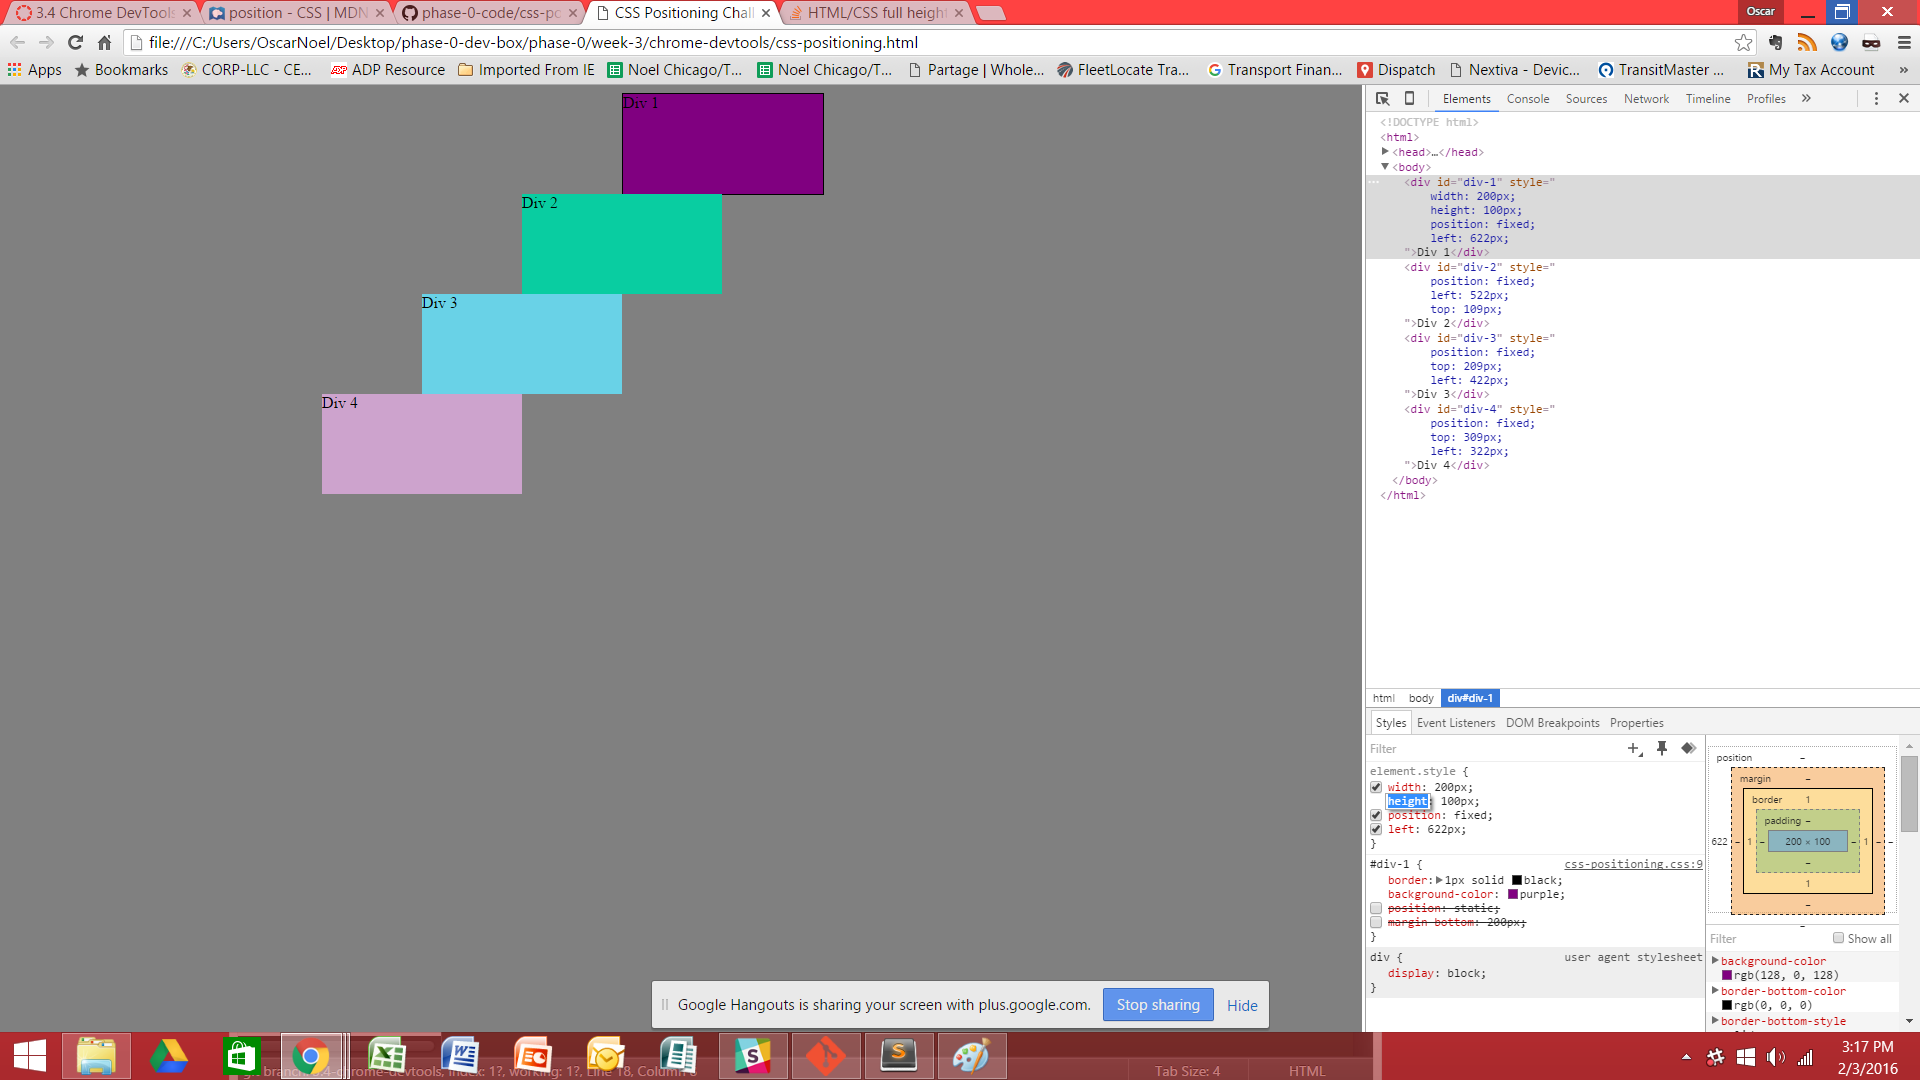 3.4 Chrome DevTools
position - CSS | MDN
phase-0-code/css-po
CSS Positioning Chall
HTML/CSS full height
Oscar
file:///C:/Users/OscarNoel/Desktop/phase-0-dev-box/phase-0/week-3/chrome-devtools/css-positioning.html
Apps
Bookmarks
CORP-LLC - CE...
ADP Resource
Imported From IE
Noel Chicago/T...
Noel Chicago/T...
Partage | Whole...
FleetLocate Tra...
Transport Finan...
Dispatch
Nextiva - Devic...
TransitMaster ...
My Tax Account
»
Div 1
Div 2
Div 3
Div 4
Elements Console Sources Network Timeline Profiles »
<!DOCTYPE html>
<html>
<head>…</head>
<body>
<div id="div-1" style="
width: 200px;
height: 100px;
position: fixed;
left: 622px;
">Div 1</div>
<div id="div-2" style="
position: fixed;
left: 522px;
top: 109px;
">Div 2</div>
<div id="div-3" style="
position: fixed;
top: 209px;
left: 422px;
">Div 3</div>
<div id="div-4" style="
position: fixed;
top: 309px;
left: 322px;
">Div 4</div>
</body>
</html>
html body div#div-1
Styles Event Listeners DOM Breakpoints Properties
Filter
element.style {
width: 200px;
height: 100px;
position: fixed;
left: 622px;
}
#div-1 { css-positioning.css:9
border: 1px solid black;
background-color: purple;
position: static;
margin-bottom: 200px;
}
div { user agent stylesheet
display: block;
}
position –
margin –
border 1
padding –
622 – 1 – 200 × 100 – 1 – –
–
1
–
–
Filter Show all
background-color
rgb(128, 0, 128)
border-bottom-color
rgb(0, 0, 0)
border-bottom-style
Google Hangouts is sharing your screen with plus.google.com.
Stop sharing
Hide
branch: 3.4-chrome-devtools, index: 1?, working: 1?, Line 18, Column
Tab Size: 4
HTML
3:17 PM
2/3/2016